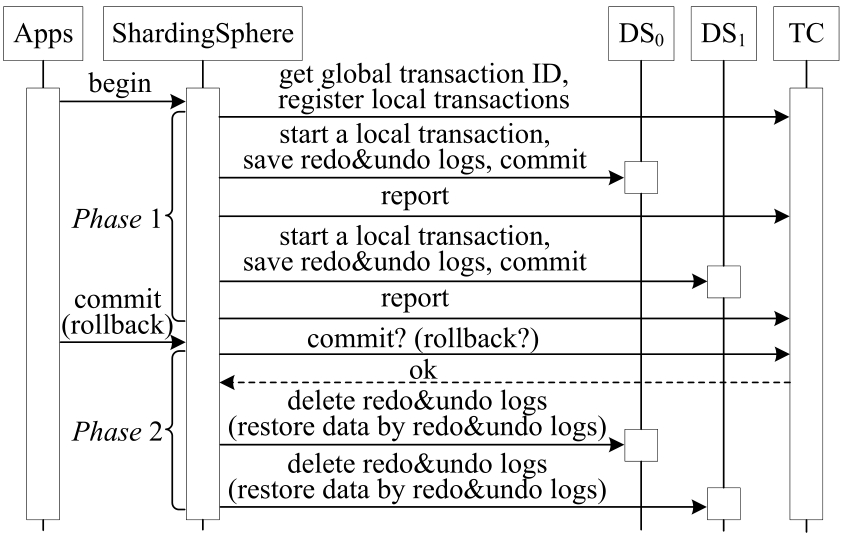 Apps ShardingSphere DS₀ DS₁ TC
begin
get global transaction ID,
register local transactions
start a local transaction,
save redo&undo logs, commit
report
Phase 1
start a local transaction,
save redo&undo logs, commit
report
commit
(rollback)
commit? (rollback?)
ok
Phase 2
delete redo&undo logs
(restore data by redo&undo logs)
delete redo&undo logs
(restore data by redo&undo logs)